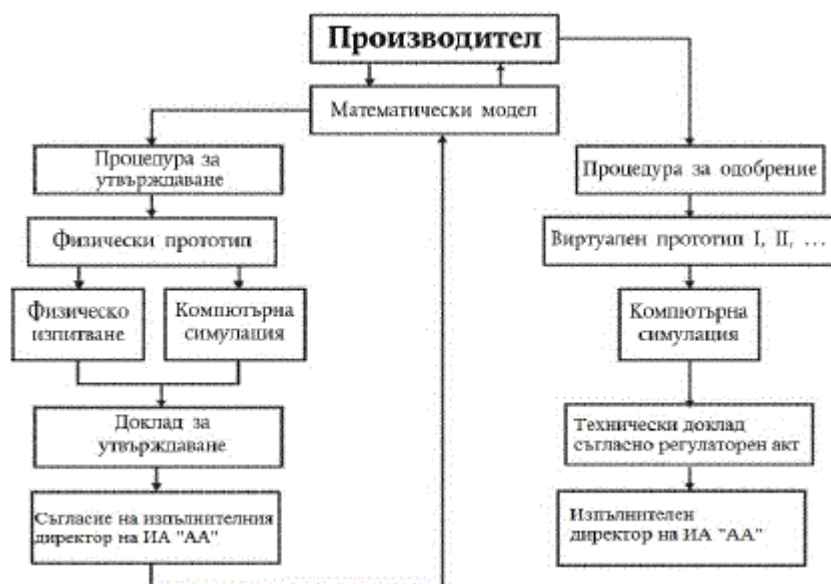 Производител
Математически модел
Процедура за
утвърждаване
Физически прототип
Физическо
изпитване
Компютърна
симулация
Доклад за
утвърждаване
Съгласие на изпълнителния
директор на ИА "АА"
Процедура за одобрение
Виртуален прототип I, II, ...
Компютърна
симулация
Технически доклад
съгласно регулаторен акт
Изпълнителен
директор на ИА "АА"